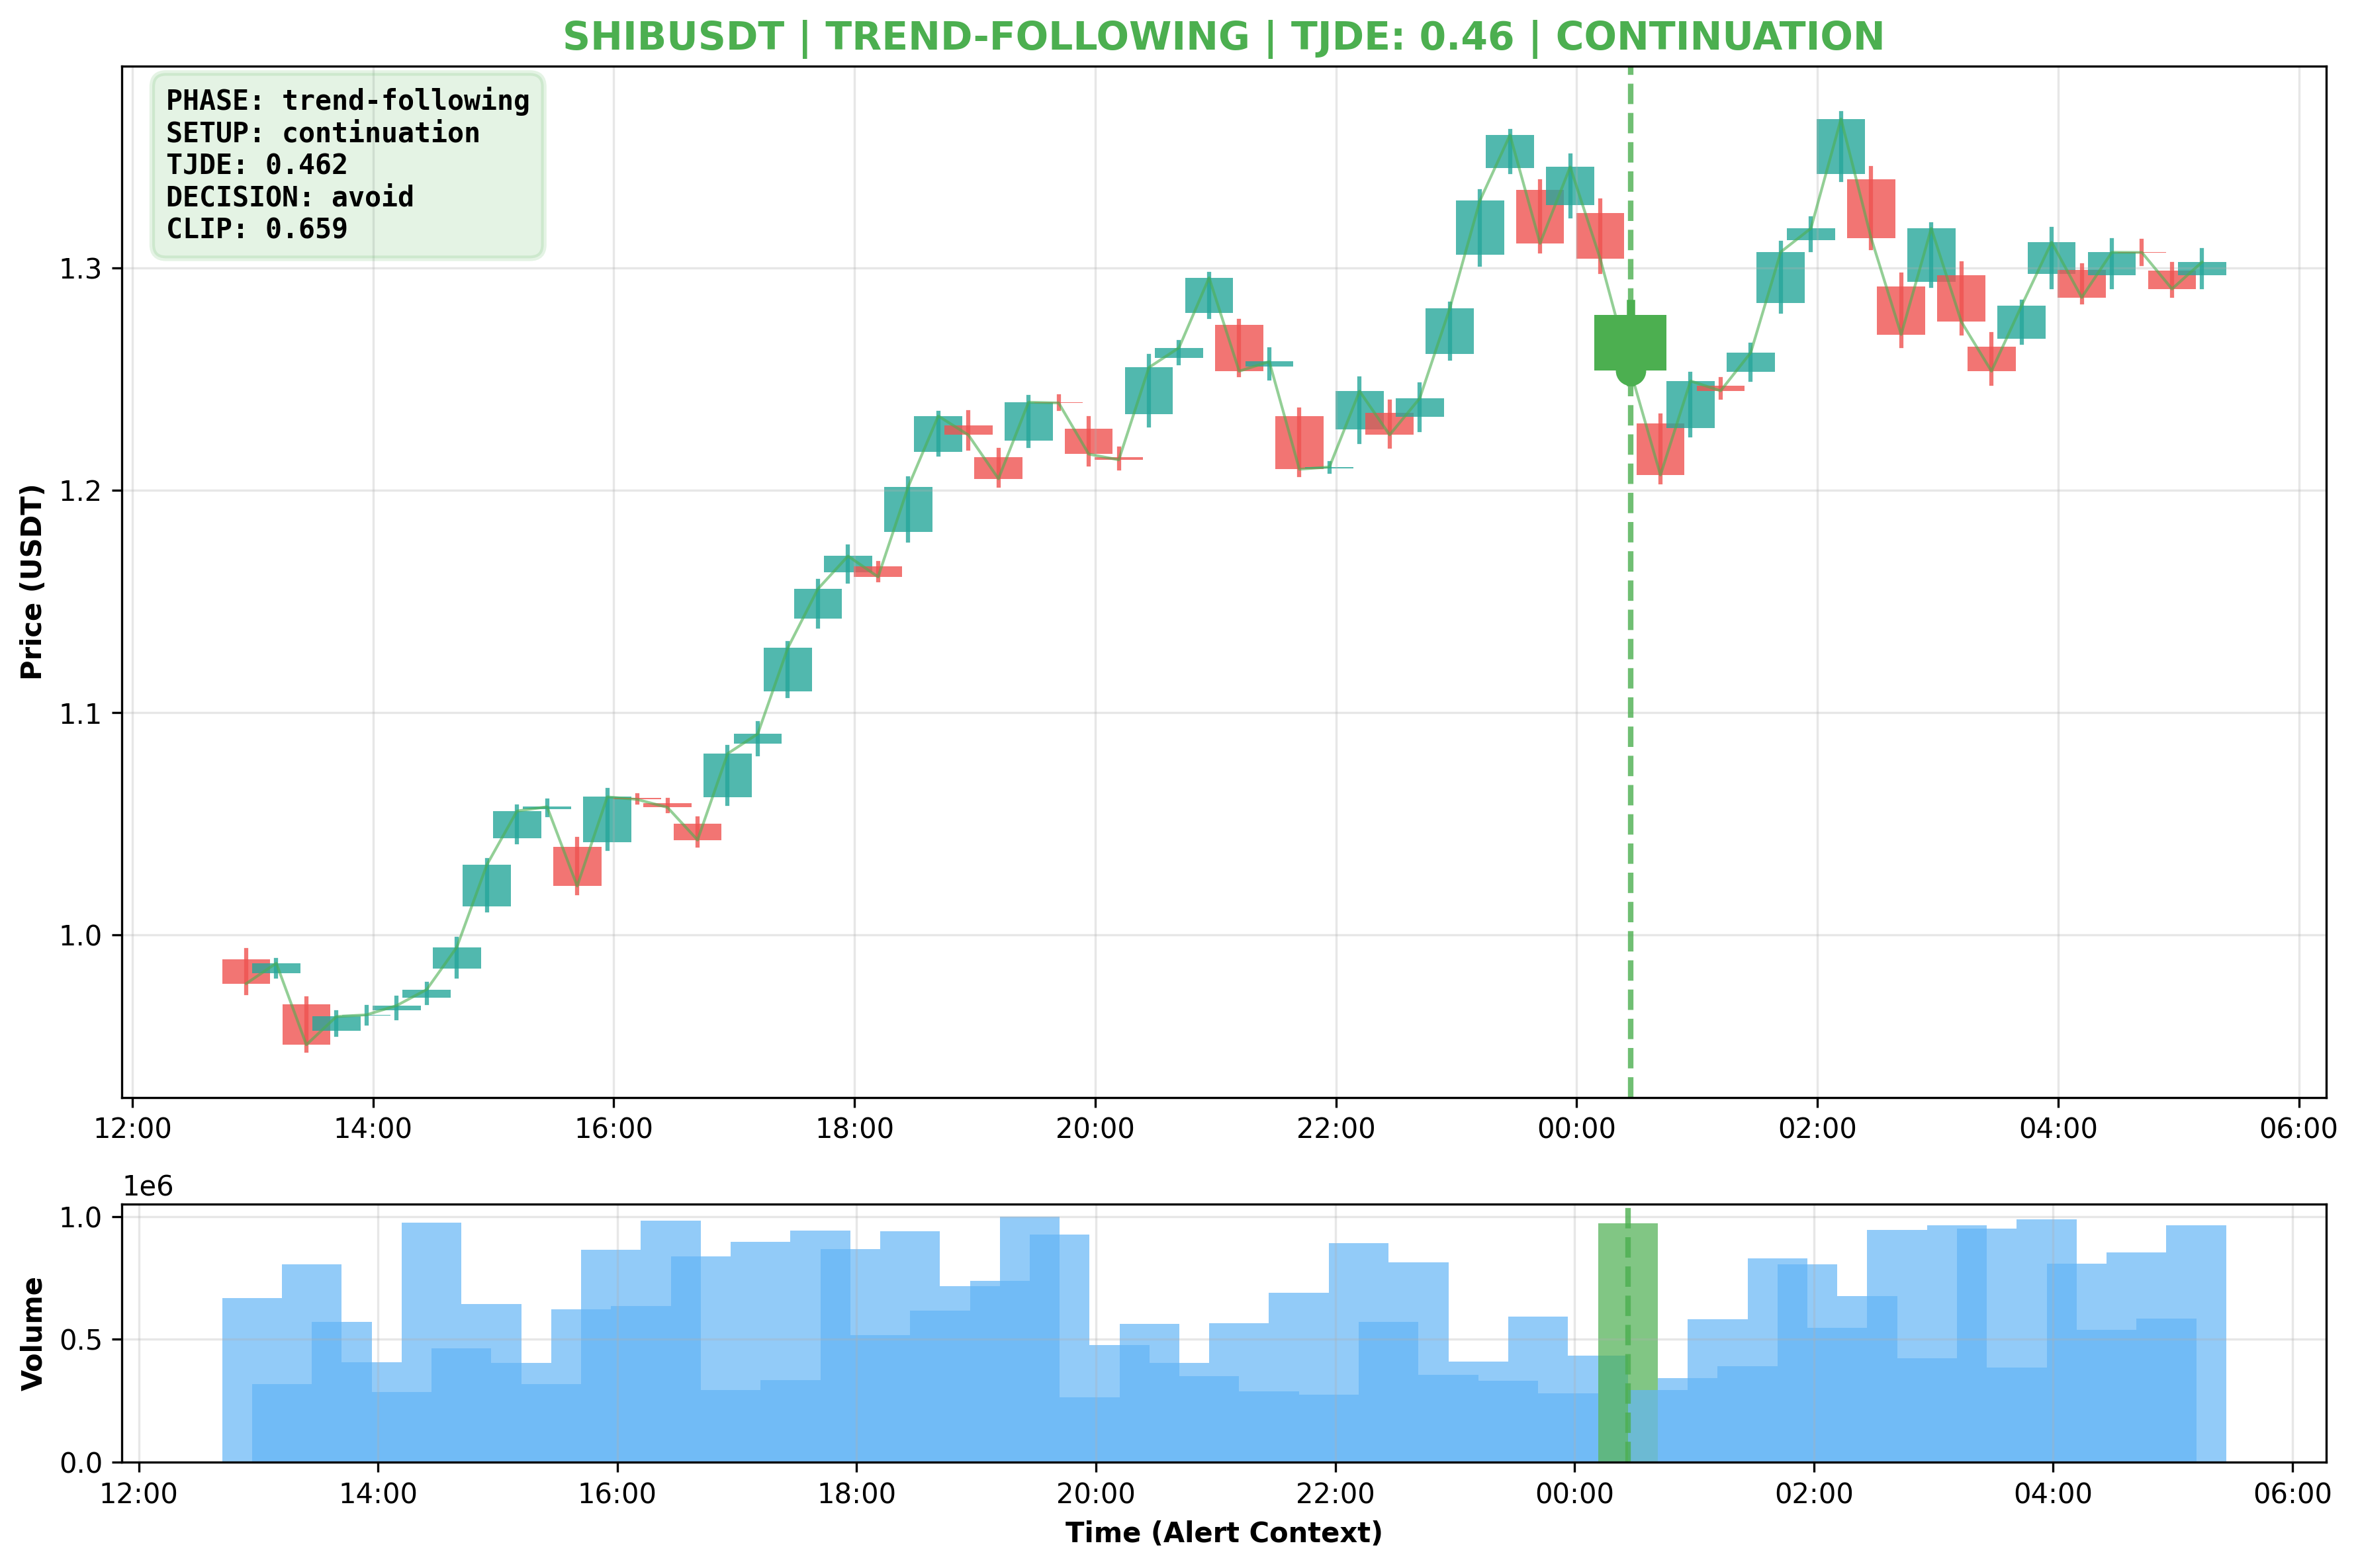 SHIBUSDT | TREND-FOLLOWING | TJDE: 0.46 | CONTINUATION
PHASE: trend-following
SETUP: continuation
TJDE: 0.462
DECISION: avoid
CLIP: 0.659
Price (USDT)
1.3
1.2
1.1
1.0
12:00 14:00 16:00 18:00 20:00 22:00 00:00 02:00 04:00 06:00
1e6
Volume
1.0
0.5
0.0
12:00 14:00 16:00 18:00 20:00 22:00 00:00 02:00 04:00 06:00
Time (Alert Context)